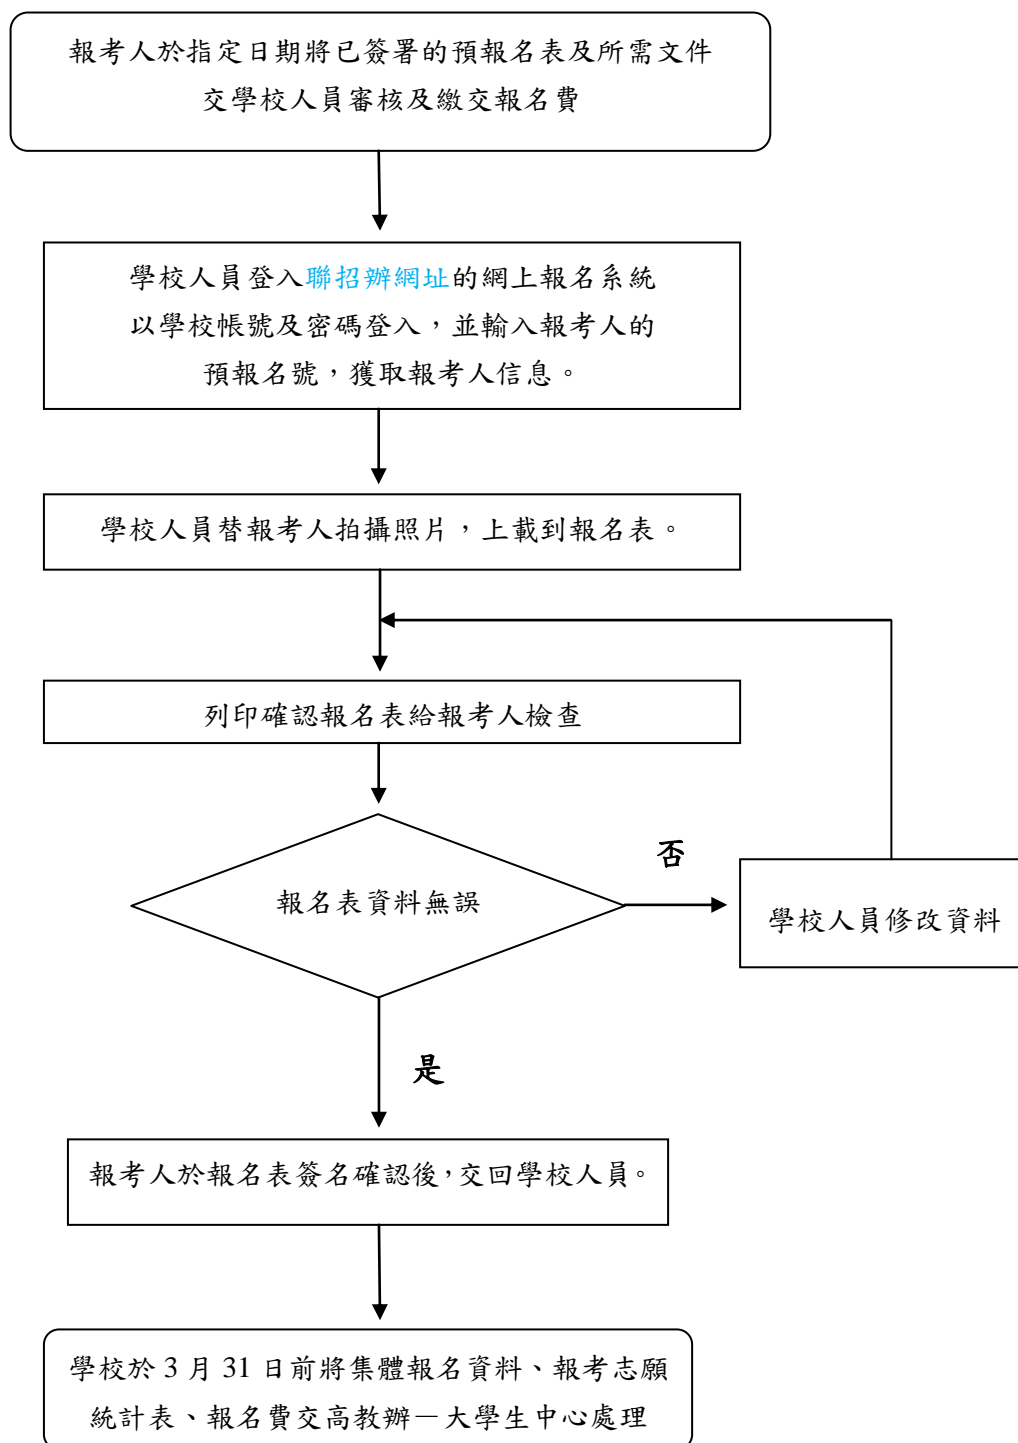 報考人於指定日期將已簽署的預報名表及所需文件
交學校人員審核及繳交報名費
學校人員登入聯招辦網址的網上報名系統
以學校帳號及密碼登入，並輸入報考人的
預報名號，獲取報考人信息。
學校人員替報考人拍攝照片，上載到報名表。
列印確認報名表給報考人檢查
報名表資料無誤
否
學校人員修改資料
是
報考人於報名表簽名確認後，交回學校人員。
學校於 3 月 31 日前將集體報名資料、報考志願
統計表、報名費交高教辦－大學生中心處理